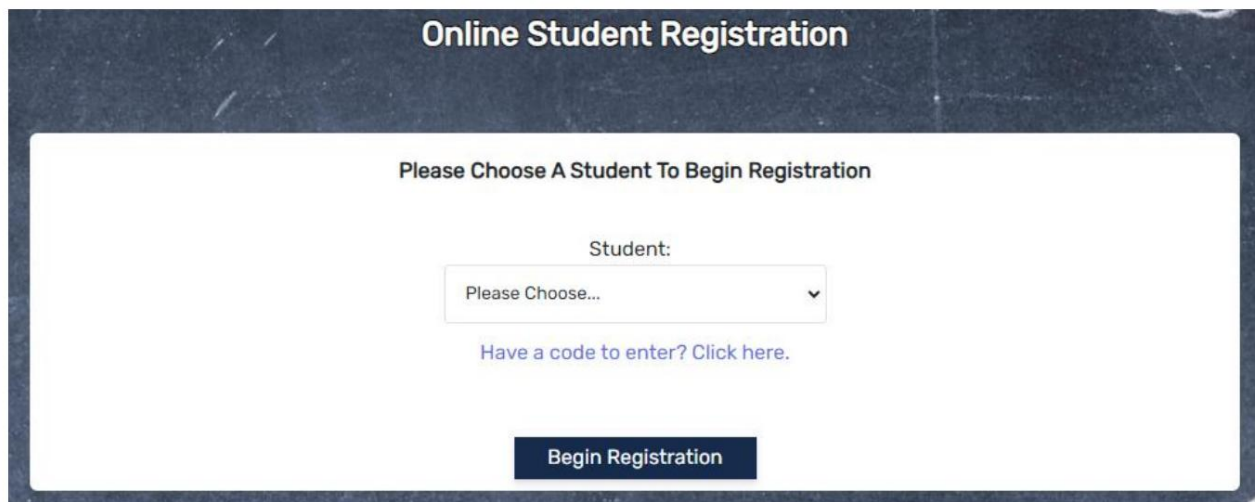 Online Student Registration
Please Choose A Student To Begin Registration
Student:
Please Choose...
Have a code to enter? Click here.
Begin Registration